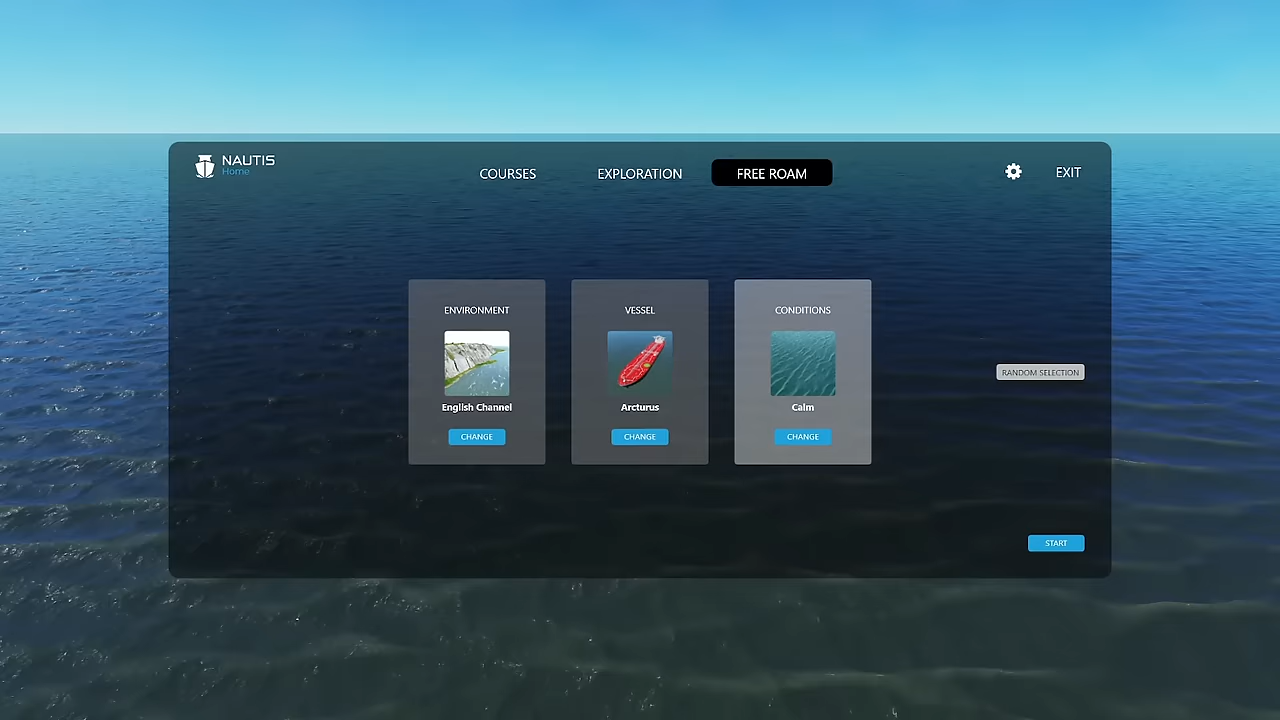 NAUTIS
Home
COURSES
EXPLORATION
FREE ROAM
EXIT
ENVIRONMENT
English Channel
CHANGE
VESSEL
Arcturus
CHANGE
CONDITIONS
Calm
CHANGE
RANDOM SELECTION
START